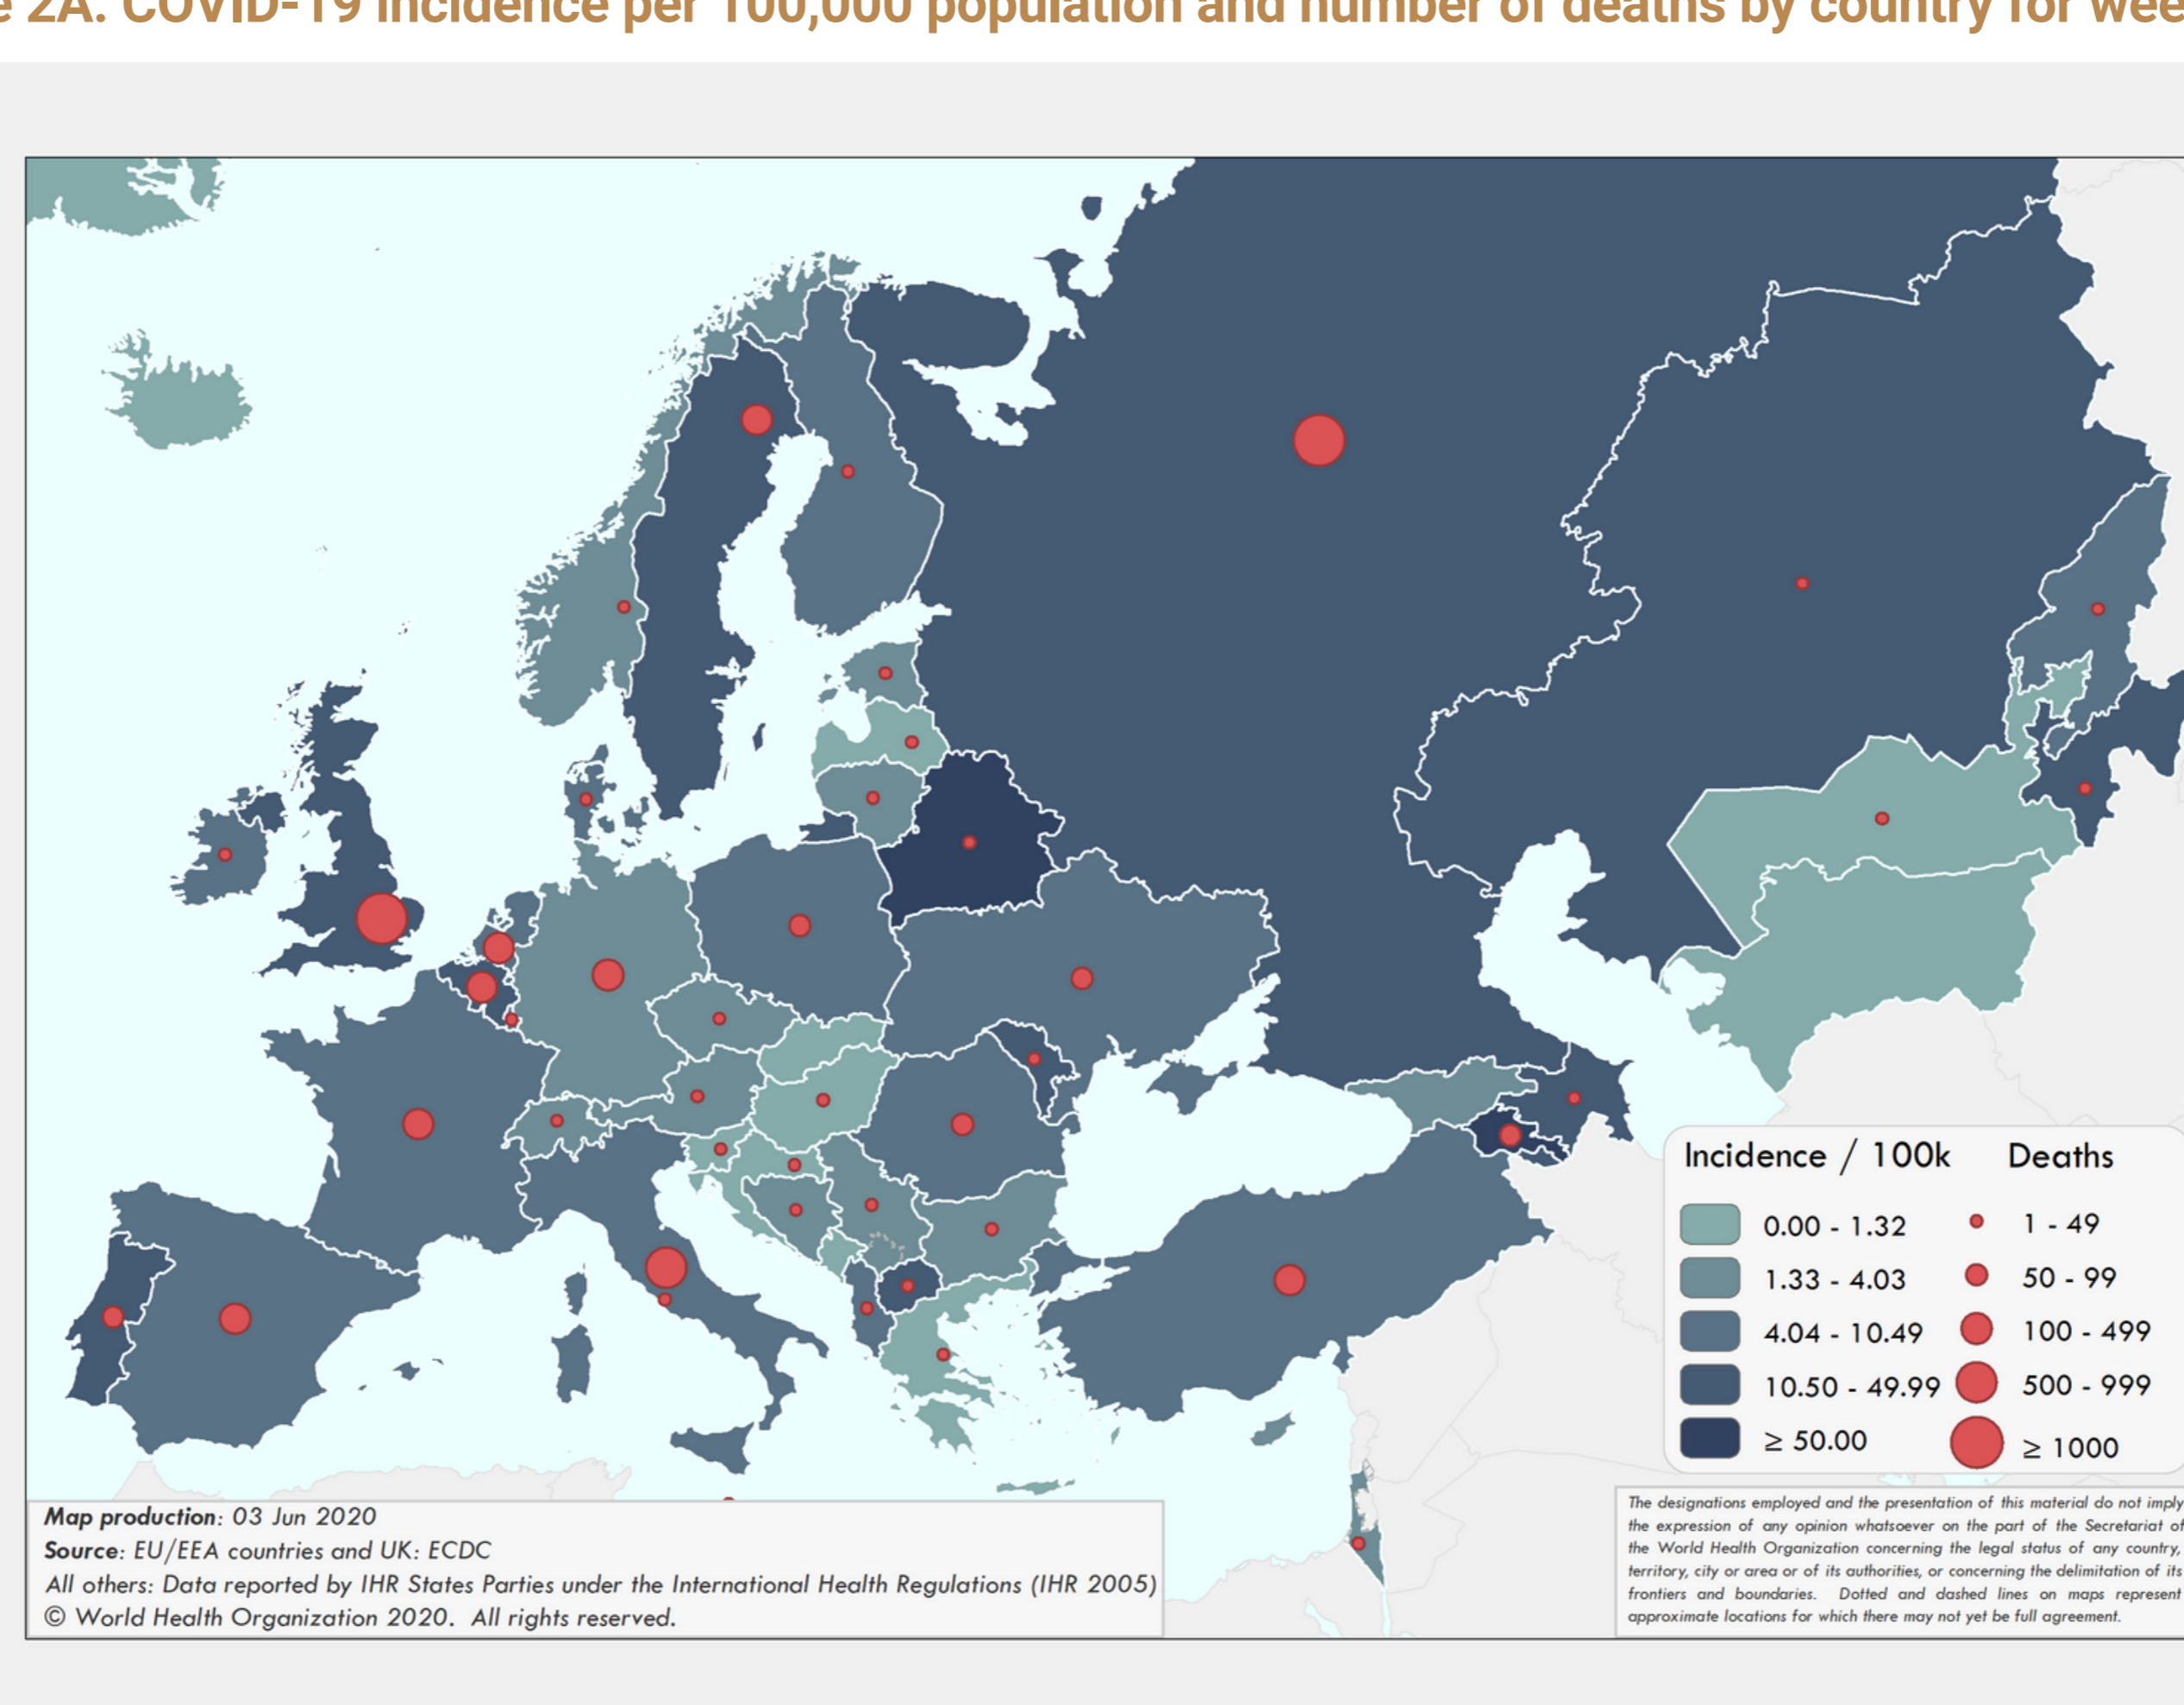 2A. COVID-19 incidence per 100,000 population and number of deaths by country for
Incidence / 100k Deaths
0.00 - 1.32 1 - 49
1.33 - 4.03 50 - 99
4.04 - 10.49 100 - 499
10.50 - 49.99 500 - 999
≥ 50.00 ≥ 1000
Map production: 03 Jun 2020
Source: EU/EEA countries and UK: ECDC
All others: Data reported by IHR States Parties under the International Health Regulations (IHR 2005)
© World Health Organization 2020. All rights reserved.
The designations employed and the presentation of this material do not imply
the expression of any opinion whatsoever on the part of the Secretariat of
the World Health Organization concerning the legal status of any country,
territory, city or area or of its authorities, or concerning the delimitation of its
frontiers and boundaries. Dotted and dashed lines on maps represent
approximate locations for which there may not yet be full agreement.